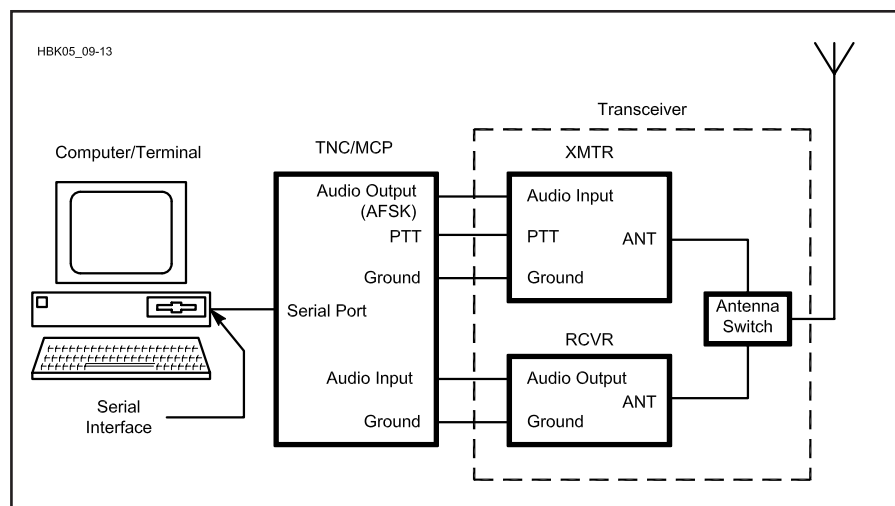 HBK05_09-13
Transceiver
Computer/Terminal
TNC/MCP
XMTR
Audio Output
(AFSK)
PTT
Ground
Serial Port
Audio Input
Ground
Audio Input
PTT
ANT
Ground
Antenna
Switch
RCVR
Audio Output
ANT
Ground
Serial
Interface